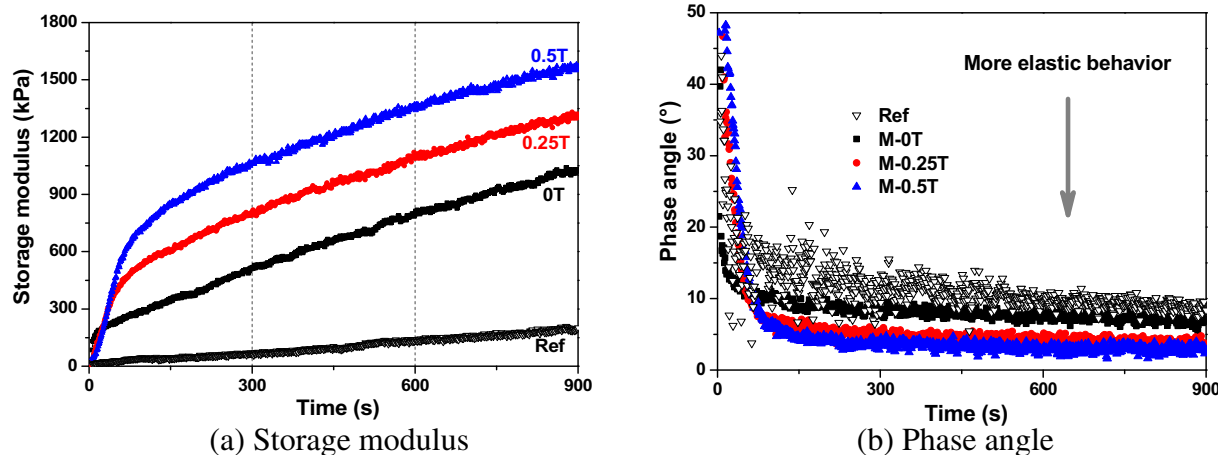 Storage modulus (kPa)
1800
1500
1200
900
600
300
0
0.5T
0.25T
0T
Ref
0
300
600
900
Time (s)
(a) Storage modulus
Phase angle (°)
50
40
30
20
10
0
More elastic behavior
Ref
M-0T
M-0.25T
M-0.5T
0
300
600
900
Time (s)
(b) Phase angle